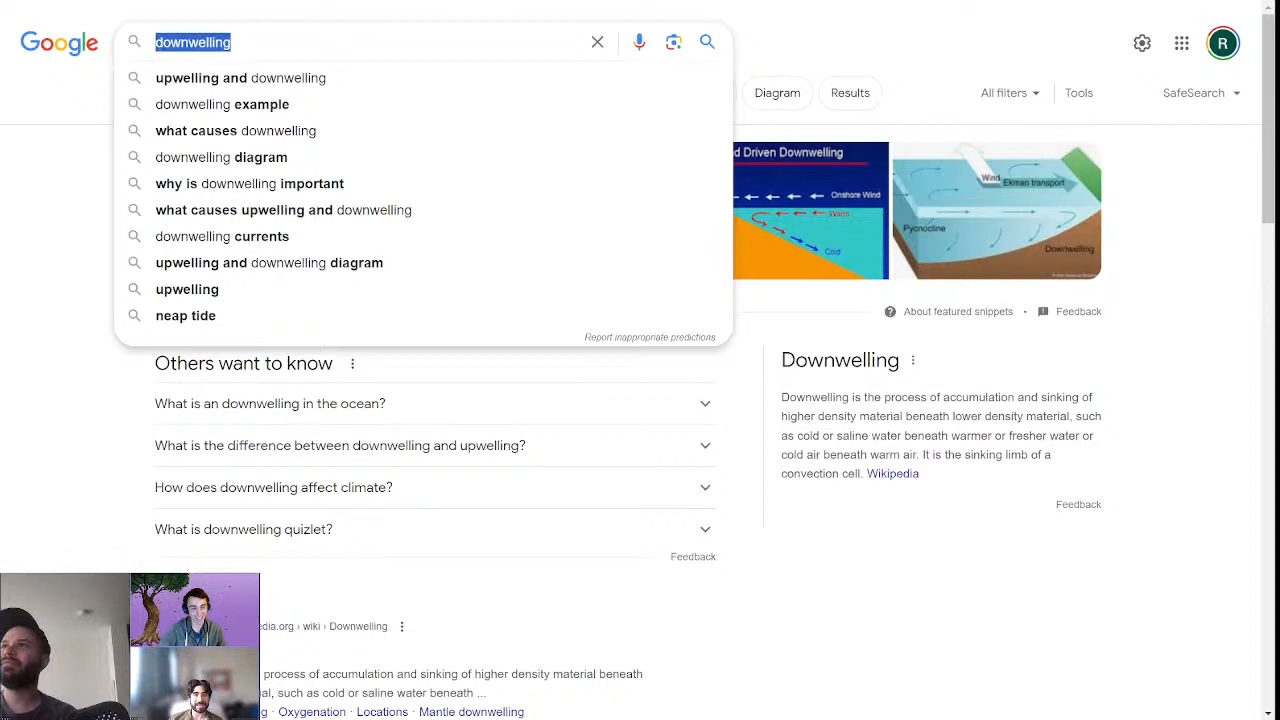 Google
downwelling
R
upwelling and downwelling
downwelling example
what causes downwelling
downwelling diagram
why is downwelling important
what causes upwelling and downwelling
downwelling currents
upwelling and downwelling diagram
upwelling
neap tide
Report inappropriate predictions
Diagram
Results
All filters
Tools
SafeSearch
d Driven Downwelling
Onshore Wind
Warm
Cold
Wind
Ekman transport
Pycnocline
Downwelling
About featured snippets
•
Feedback
Others want to know
What is an downwelling in the ocean?
What is the difference between downwelling and upwelling?
How does downwelling affect climate?
What is downwelling quizlet?
Feedback
Downwelling
Downwelling is the process of accumulation and sinking of
higher density material beneath lower density material, such
as cold or saline water beneath warmer or fresher water or
cold air beneath warm air. It is the sinking limb of a
convection cell. Wikipedia
Feedback
edia.org › wiki › Downwelling
process of accumulation and sinking of higher density material beneath
, such as cold or saline water beneath ...
g · Oxygenation · Locations · Mantle downwelling